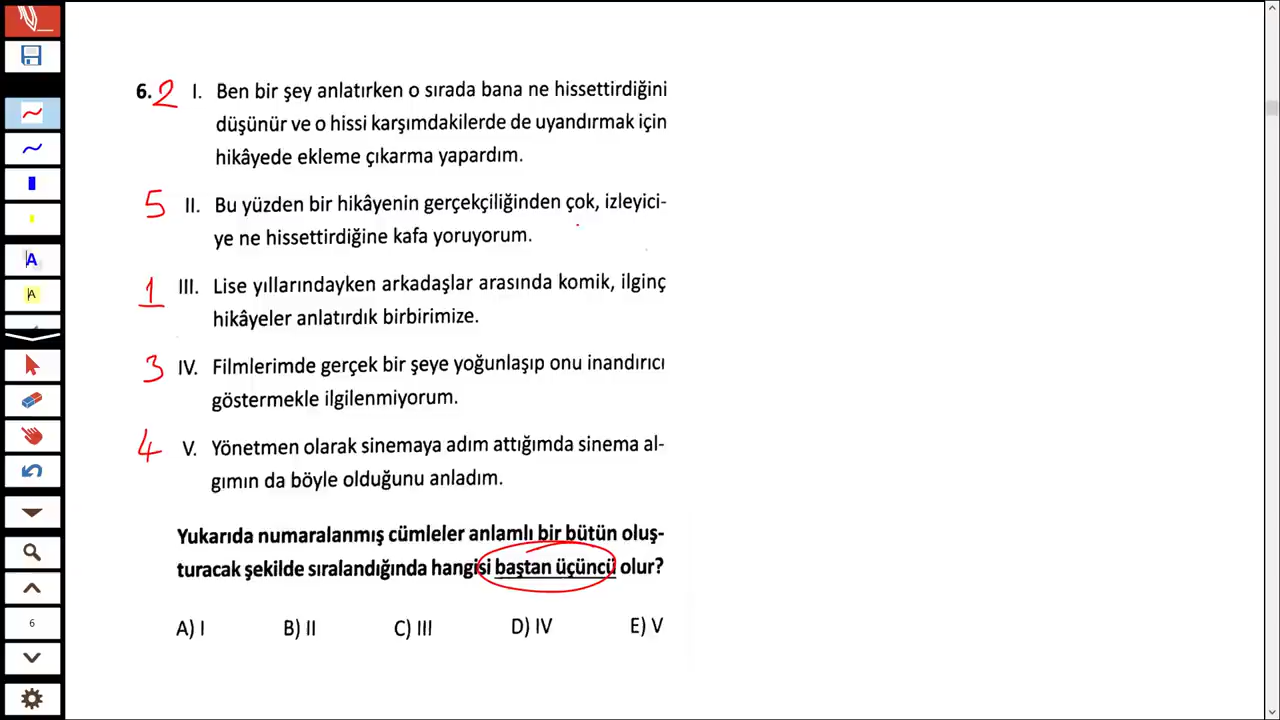 6. 2 I. Ben bir şey anlatırken o sırada bana ne hissettirdiğini
düşünür ve o hissi karşımdakilerde de uyandırmak için
hikâyede ekleme çıkarma yapardım.
5 II. Bu yüzden bir hikâyenin gerçekçiliğinden çok, izleyici-
ye ne hissettirdiğine kafa yoruyorum.
1 III. Lise yıllarındayken arkadaşlar arasında komik, ilginç
hikâyeler anlatırdık birbirimize.
3 IV. Filmlerimde gerçek bir şeye yoğunlaşıp onu inandırıcı
göstermekle ilgilenmiyorum.
4 V. Yönetmen olarak sinemaya adım attığımda sinema al-
gımın da böyle olduğunu anladım.
Yukarıda numaralanmış cümleler anlamlı bir bütün oluş-
turacak şekilde sıralandığında hangisi baştan üçüncü olur?
A) I B) II C) III D) IV E) V
A
A
6